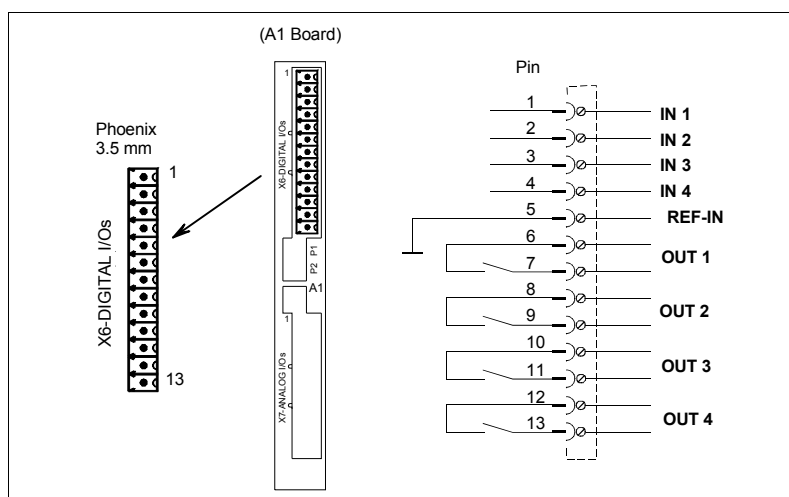 (A1 Board)
Phoenix
3.5 mm
1
X6-DIGITAL I/Os
13
1
X6-DIGITAL I/Os
P1
P2
A1
1
X7-ANALOG I/Os
Pin
1 IN 1
2 IN 2
3 IN 3
4 IN 4
5 REF-IN
6
OUT 1
7
8
OUT 2
9
10
OUT 3
11
12
OUT 4
13